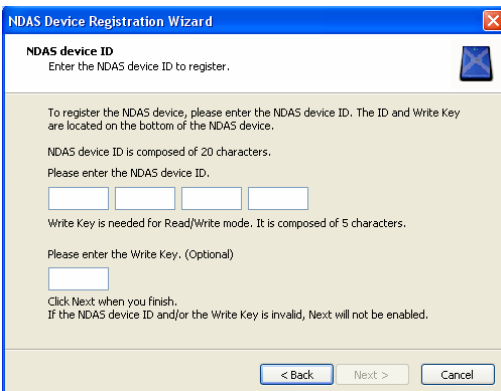 NDAS Device Registration Wizard
NDAS device ID
Enter the NDAS device ID to register.
To register the NDAS device, please enter the NDAS device ID. The ID and Write Key
are located on the bottom of the NDAS device.
NDAS device ID is composed of 20 characters.
Please enter the NDAS device ID.
Write Key is needed for Read/Write mode. It is composed of 5 characters.
Please enter the Write Key. (Optional)
Click Next when you finish.
If the NDAS device ID and/or the Write Key is invalid, Next will not be enabled.
< Back Next > Cancel